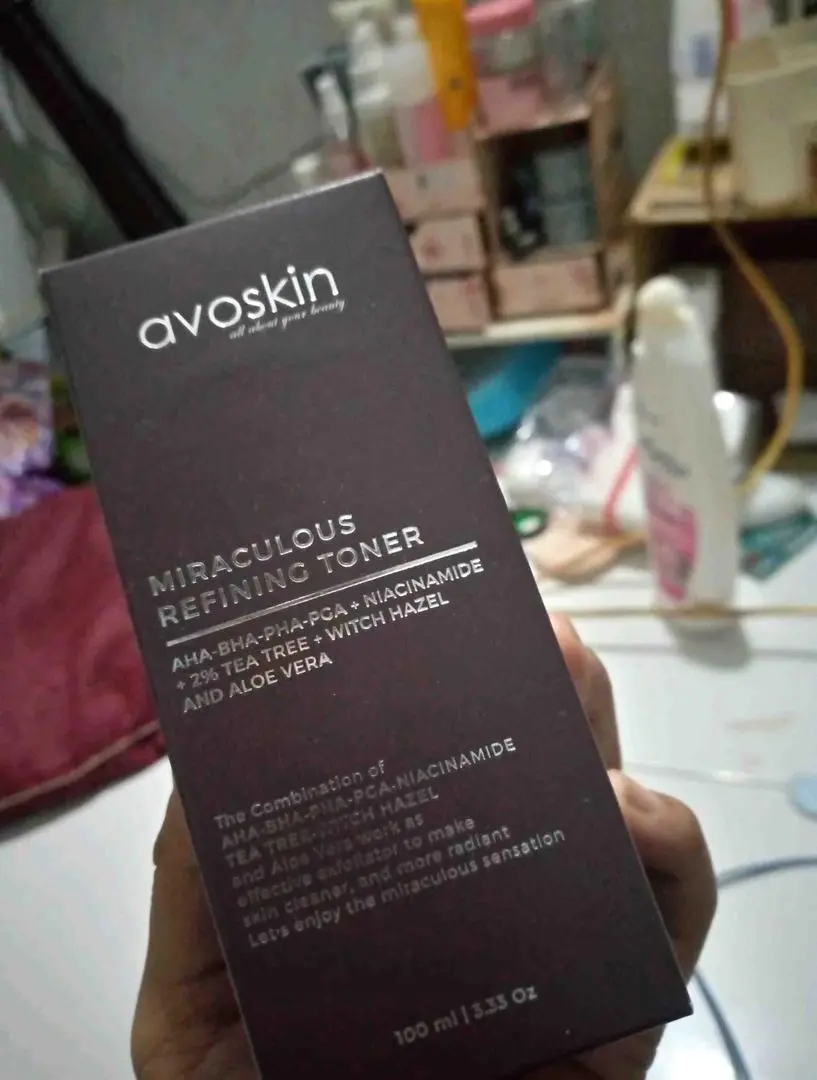 avoskin
all about your beauty
MIRACULOUS
REFINING TONER
AHA-BHA-PHA-PGA + NIACINAMIDE
+ 2% TEA TREE + WITCH HAZEL
AND ALOE VERA
The Combination of
AHA-BHA-PHA-PCA-NIACINAMIDE
TEA TREE-WITCH HAZEL
and Aloe Vera work as
effective exfoliator to make
skin cleaner, and more radiant
Let's enjoy the miraculous sensation
100 ml | 3.33 Oz